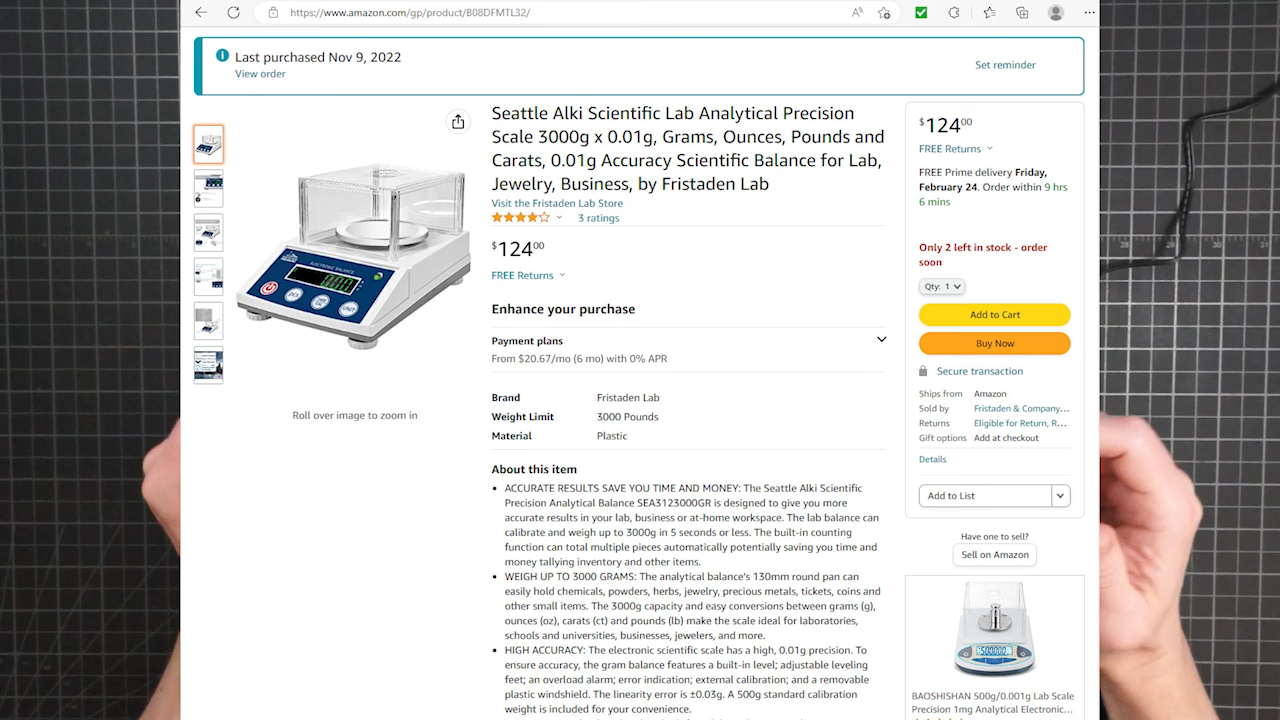 https://www.amazon.com/gp/product/B08DFMTL32/
Last purchased Nov 9, 2022
View order
Set reminder
Seattle Alki Scientific Lab Analytical Precision
Scale 3000g x 0.01g, Grams, Ounces, Pounds and
Carats, 0.01g Accuracy Scientific Balance for Lab,
Jewelry, Business, by Fristaden Lab
Visit the Fristaden Lab Store
3 ratings
$12400
FREE Returns
Enhance your purchase
Payment plans
From $20.67/mo (6 mo) with 0% APR
Brand Fristaden Lab
Weight Limit 3000 Pounds
Material Plastic
About this item
• ACCURATE RESULTS SAVE YOU TIME AND MONEY: The Seattle Alki Scientific
Precision Analytical Balance SEA3123000GR is designed to give you more
accurate results in your lab, business or at-home workspace. The lab balance can
calibrate and weigh up to 3000g in 5 seconds or less. The built-in counting
function can total multiple pieces automatically potentially saving you time and
money tallying inventory and other items.
• WEIGH UP TO 3000 GRAMS: The analytical balance's 130mm round pan can
easily hold chemicals, powders, herbs, jewelry, precious metals, tickets, coins and
other small items. The 3000g capacity and easy conversions between grams (g),
ounces (oz), carats (ct) and pounds (lb) make the scale ideal for laboratories,
schools and universities, businesses, jewelers, and more.
• HIGH ACCURACY: The electronic scientific scale has a high, 0.01g precision. To
ensure accuracy, the gram balance features a built-in level; adjustable leveling
feet; an overload alarm; error indication; external calibration; and a removable
plastic windshield. The linearity error is ±0.03g. A 500g standard calibration
weight is included for your convenience.
ELECTRONIC BALANCE
PCS
UNIT
Roll over image to zoom in
$12400
FREE Returns
FREE Prime delivery Friday,
February 24. Order within 9 hrs
6 mins
Only 2 left in stock - order
soon
Qty: 1
Add to Cart
Buy Now
Secure transaction
Ships from Amazon
Sold by Fristaden & Company...
Returns Eligible for Return, R...
Gift options Add at checkout
Details
Add to List
Have one to sell?
Sell on Amazon
BAOSHISHAN 500g/0.001g Lab Scale
Precision 1mg Analytical Electronic...
28
30
31